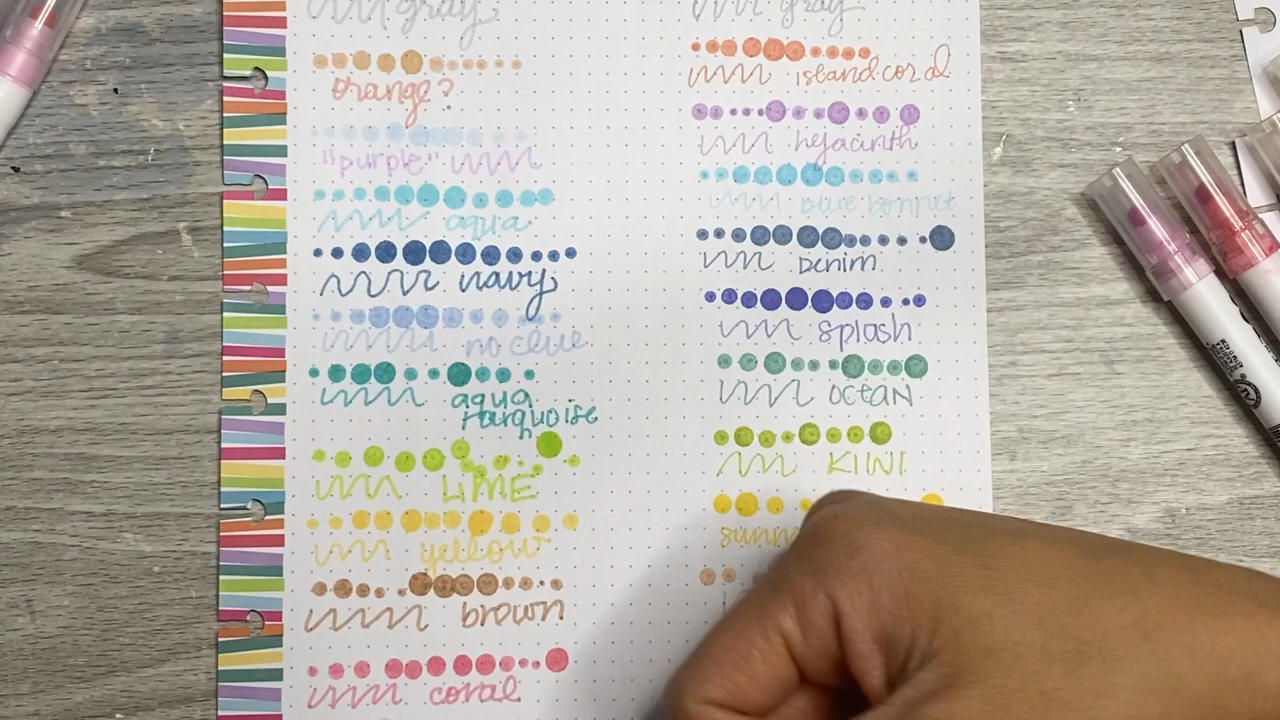 gray
orange?
"purple"
aqua
navy
no clue
aqua
turquoise
LIME
yellow
brown
coral
gray
island coral
hyacinth
blue bonnet
Denim
splash
OCEAN
KIWI